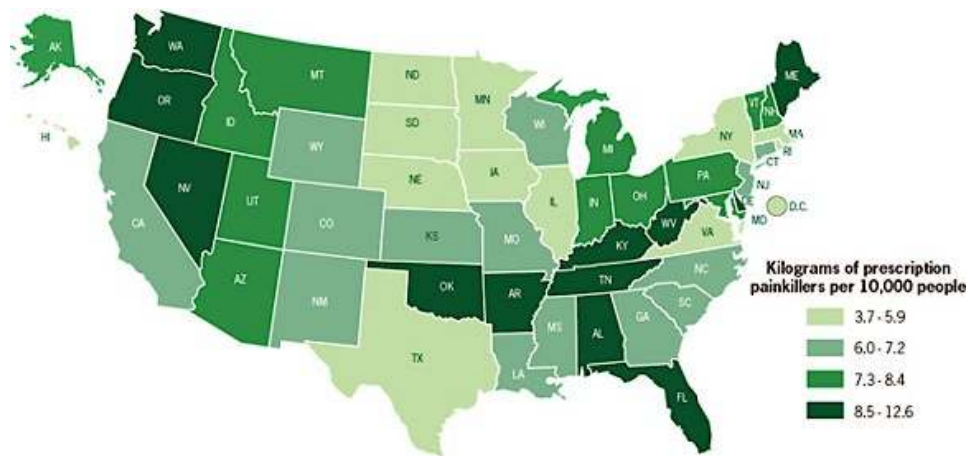 AK
WA
MT
ND
MN
ME
OR
ID
SD
WI
VT
NH
HI
WY
MI
NY
MA
RI
CT
NV
NE
IA
PA
NJ
CA
UT
CO
IL
IN
OH
DE
D.C.
KS
MO
WV
VA
MD
KY
AZ
NM
OK
AR
TN
NC
SC
MS
AL
GA
TX
LA
FL
Kilograms of prescription
painkillers per 10,000 people
3.7 - 5.9
6.0 - 7.2
7.3 - 8.4
8.5 - 12.6